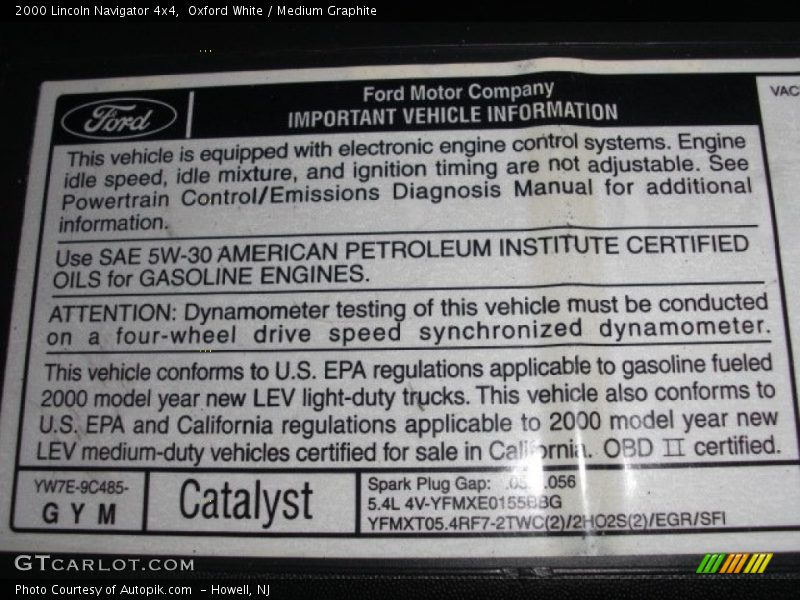 2000 Lincoln Navigator 4x4,  Oxford White / Medium Graphite
Ford
Ford Motor Company
IMPORTANT VEHICLE INFORMATION
VAC
This vehicle is equipped with electronic engine control systems. Engine
idle speed, idle mixture, and ignition timing are not adjustable. See
Powertrain Control/Emissions Diagnosis Manual for additional
information.
Use SAE 5W-30 AMERICAN PETROLEUM INSTITUTE CERTIFIED
OILS for GASOLINE ENGINES.
ATTENTION: Dynamometer testing of this vehicle must be conducted
on a four-wheel drive speed synchronized dynamometer.
This vehicle conforms to U.S. EPA regulations applicable to gasoline fueled
2000 model year new LEV light-duty trucks. This vehicle also conforms to
U.S. EPA and California regulations applicable to 2000 model year new
LEV medium-duty vehicles certified for sale in California. OBD II certified.
YW7E-9C485-
G Y M
Catalyst
Spark Plug Gap: .056
5.4L 4V-YFMXE0155BBG
YFMXT05.4RF7-2TWC(2)/2HO2S(2)/EGR/SFI
GTCARLOT.COM
Photo Courtesy of Autopik.com  - Howell, NJ